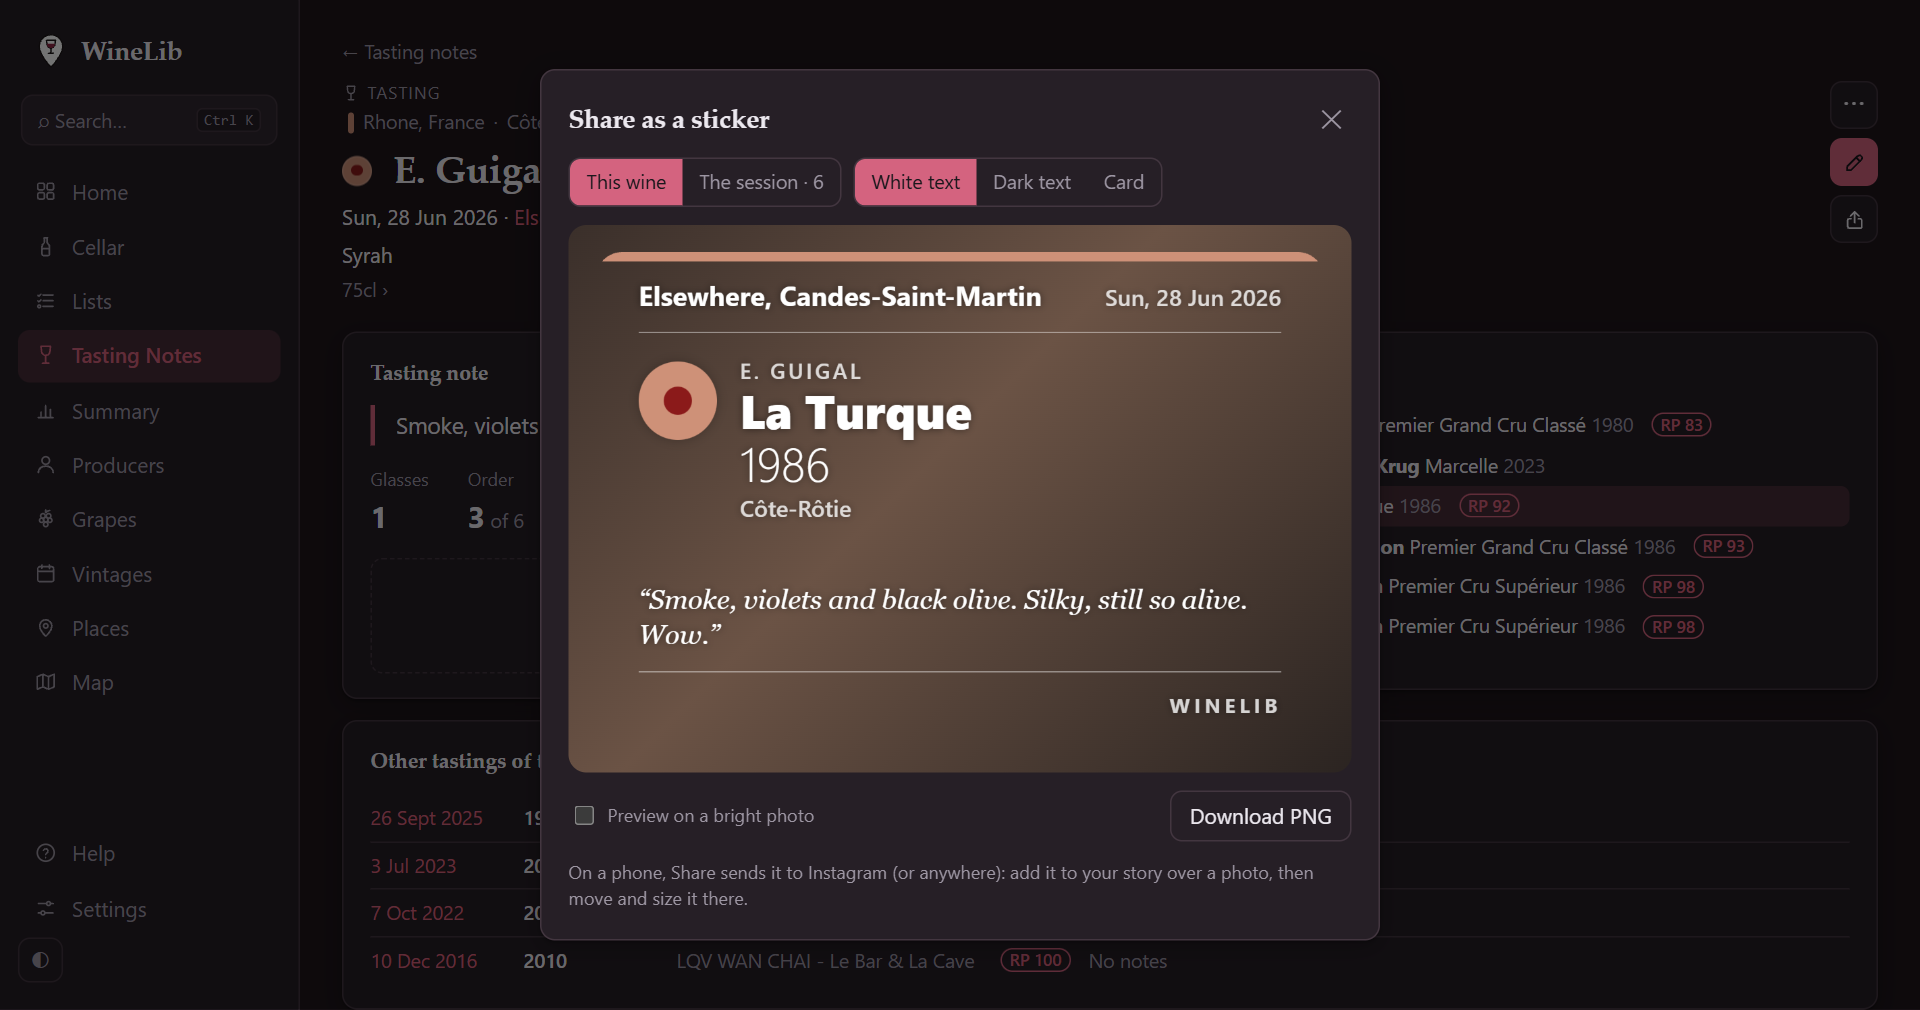 WineLib
Search... Ctrl K
Home
Cellar
Lists
Tasting Notes
Summary
Producers
Grapes
Vintages
Places
Map
Help
Settings
← Tasting notes
TASTING
Rhone, France · Côt
E. Guiga
Sun, 28 Jun 2026 · Els
Syrah
75cl ›
Tasting note
Smoke, violets
Glasses Order
1 3 of 6
Share as a sticker
This wine The session · 6 White text Dark text Card
Elsewhere, Candes-Saint-Martin Sun, 28 Jun 2026
E. GUIGAL
La Turque
1986
Côte-Rôtie
“Smoke, violets and black olive. Silky, still so alive.
Wow.”
WINELIB
Preview on a bright photo Download PNG
On a phone, Share sends it to Instagram (or anywhere): add it to your story over a photo, then
move and size it there.
remier Grand Cru Classé 1980 RP 83
Krug Marcelle 2023
ue 1986 RP 92
on Premier Grand Cru Classé 1986 RP 93
Premier Cru Supérieur 1986 RP 98
Premier Cru Supérieur 1986 RP 98
Other tastings of
26 Sept 2025 19
3 Jul 2023 20
7 Oct 2022 20
10 Dec 2016 2010 LQV WAN CHAI - Le Bar & La Cave RP 100 No notes